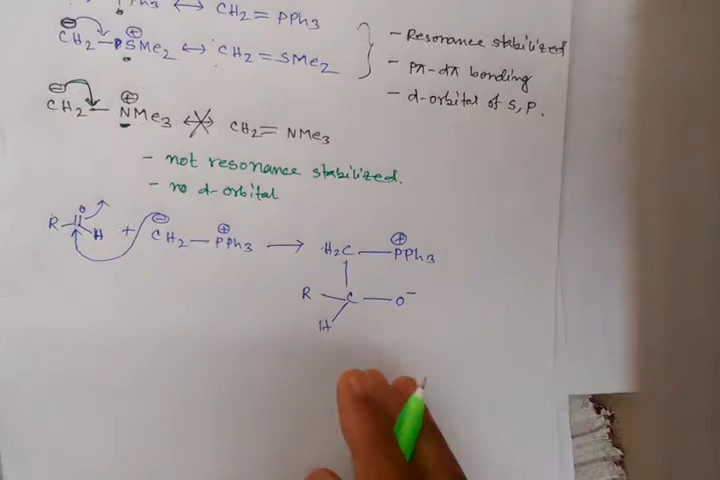 Ph3 ↔ CH2 = PPh3
⊖ ⊕
CH2 — SMe2 ↔ CH2 = SMe2
- Resonance stabilized
- pπ-dπ bonding
- d-orbital of S, P.
⊖ ⊕
CH2 — NMe3 ↔ CH2 = NMe3
- not resonance stabilized.
- no d-orbital
O ⊖ ⊕ ⊕
R H + CH2 — PPh3 → H2C — PPh3
R — C — O−
H